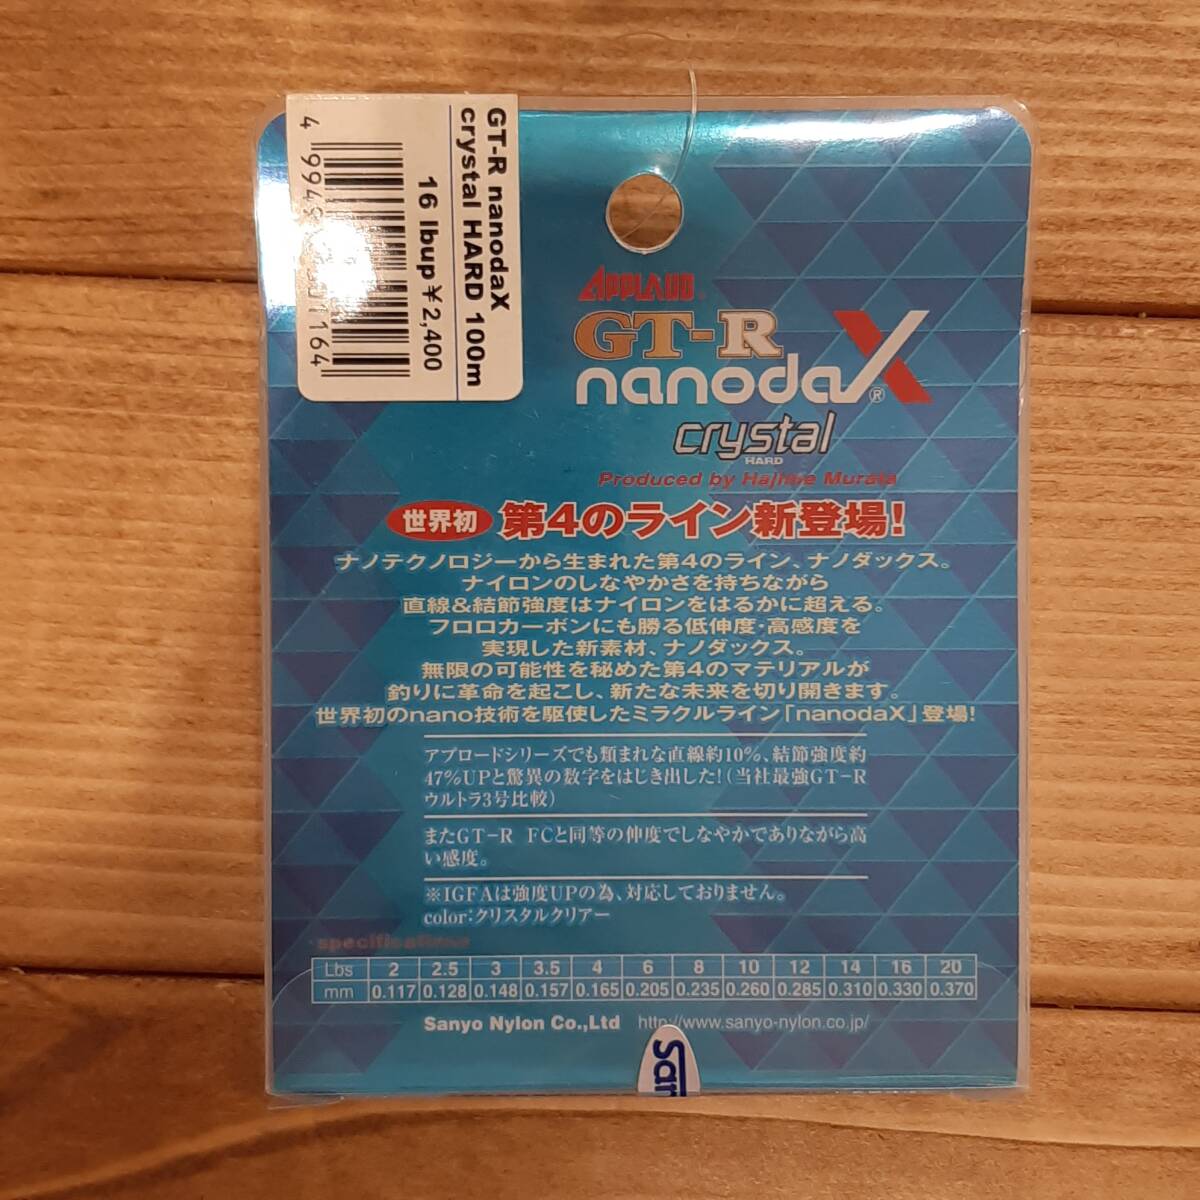 GT-R nanodaX
crystal HARD 100m
16 lbup ¥2,400
APPLAUD
GT-R
nanodaX®
crystal
HARD
Produced by Hajime Murata
世界初 第4のライン新登場!
ナノテクノロジーから生まれた第4のライン、ナノダックス。
ナイロンのしなやかさを持ちながら
直線&結節強度はナイロンをはるかに超える。
フロロカーボンにも勝る低伸度・高感度を
実現した新素材、ナノダックス。
無限の可能性を秘めた第4のマテリアルが
釣りに革命を起こし、新たな未来を切り開きます。
世界初のnano技術を駆使したミラクルライン「nanodaX」登場!
アプロードシリーズでも類まれな直線約10%、結節強度約
47%UPと驚異の数字をはじき出した!(当社最強GT-R
ウルトラ3号比較)
またGT-R FCと同等の伸度でしなやかでありながら高
い感度。
※IGFAは強度UPの為、対応しておりません。
color:クリスタルクリアー
specifications
Lbs 2 2.5 3 3.5 4 6 8 10 12 14 16 20
mm 0.117 0.128 0.148 0.157 0.165 0.205 0.235 0.260 0.285 0.310 0.330 0.370
Sanyo Nylon Co.,Ltd http://www.sanyo-nylon.co.jp/